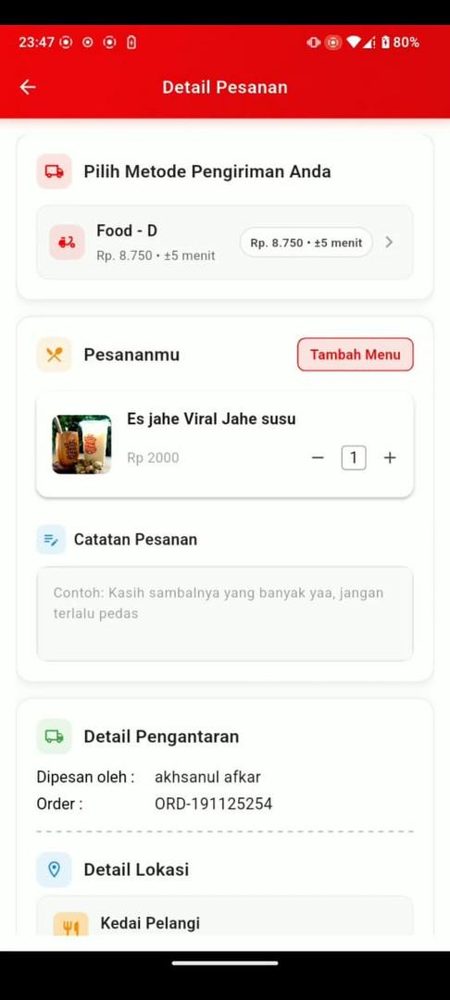 23:47
80%
Detail Pesanan
Pilih Metode Pengiriman Anda
Food - D
Rp. 8.750 • ±5 menit
Rp. 8.750 • ±5 menit
Pesananmu
Tambah Menu
Es jahe Viral Jahe susu
Rp 2000
1
Catatan Pesanan
Contoh: Kasih sambalnya yang banyak yaa, jangan
terlalu pedas
Detail Pengantaran
Dipesan oleh : akhsanul afkar
Order : ORD-191125254
Detail Lokasi
Kedai Pelangi